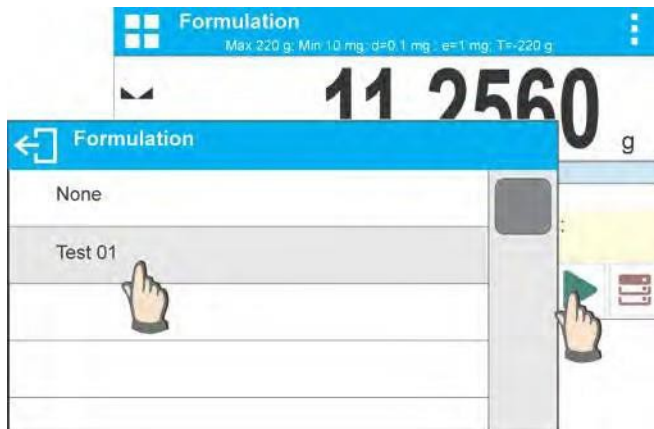 Formulation
Max 220 g; Min 10 mg; d=0.1 mg ; e=1 mg; T=-220 g
11.2560
g
Formulation
None
Test 01
: